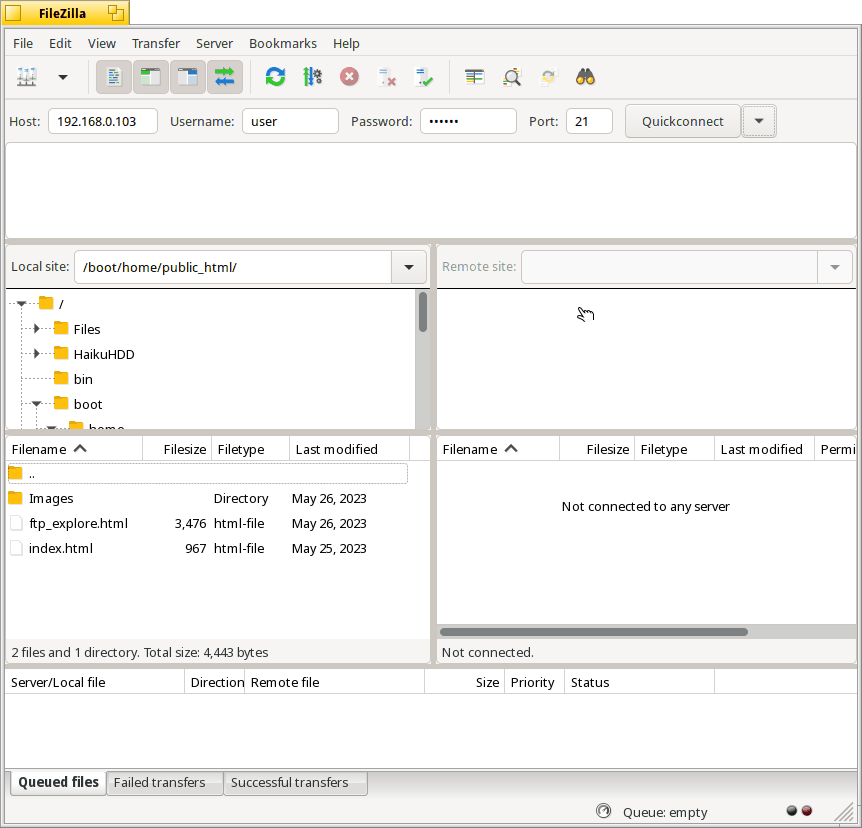 FileZilla
File Edit View Transfer Server Bookmarks Help
Host: 192.168.0.103 Username: user Password: •••••• Port: 21 Quickconnect
Local site: /boot/home/public_html/
Remote site:
/
Files
HaikuHDD
bin
boot
home
Filename Filesize Filetype Last modified
..
Images Directory May 26, 2023
ftp_explore.html 3,476 html-file May 26, 2023
index.html 967 html-file May 25, 2023
2 files and 1 directory. Total size: 4,443 bytes
Filename Filesize Filetype Last modified Permi
Not connected to any server
Not connected.
Server/Local file Direction Remote file Size Priority Status
Queued files Failed transfers Successful transfers
Queue: empty